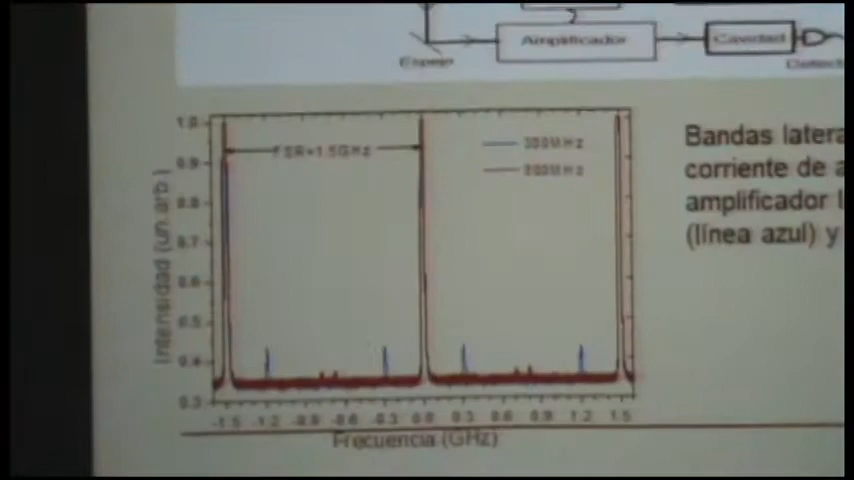 Amplificador
Cavidad
Espejo
Detect
1.0
0.9
0.8
0.7
0.6
0.5
0.4
0.3
Intensidad (un.arb.)
FSR=1.5GHz
300MHz
800MHz
-1.5 -1.2 -0.9 -0.6 -0.3 0.0 0.3 0.6 0.9 1.2 1.5
Frecuencia (GHz)
Bandas latera
corriente de a
amplificador l
(línea azul) y